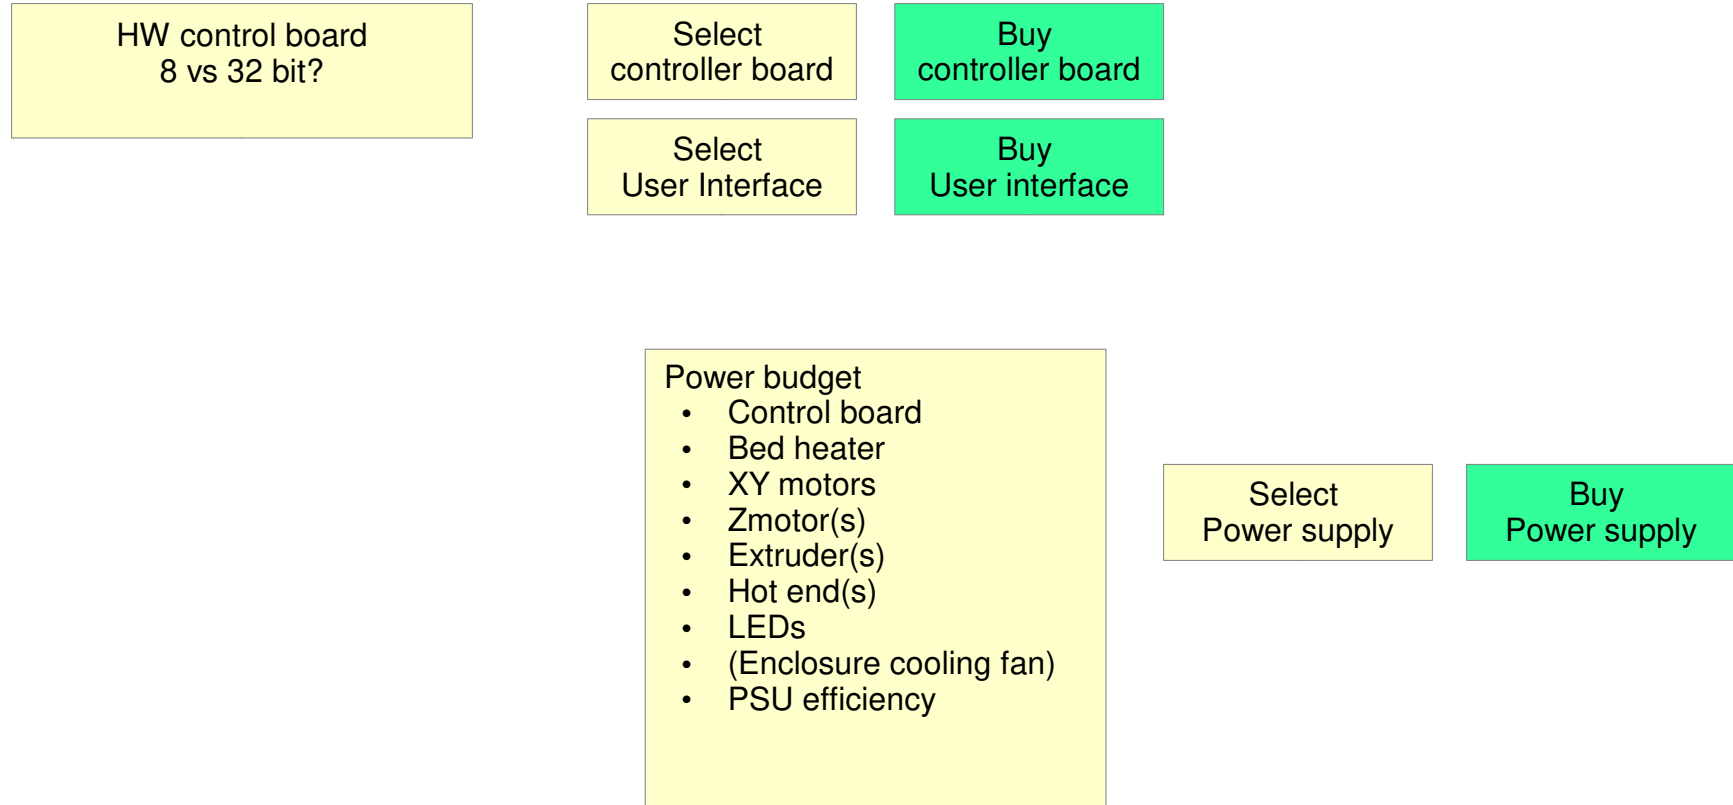 HW control board
8 vs 32 bit?
Select
controller board
Buy
controller board
Select
User Interface
Buy
User interface
Power budget
• Control board
• Bed heater
• XY motors
• Zmotor(s)
• Extruder(s)
• Hot end(s)
• LEDs
• (Enclosure cooling fan)
• PSU efficiency
Select
Power supply
Buy
Power supply